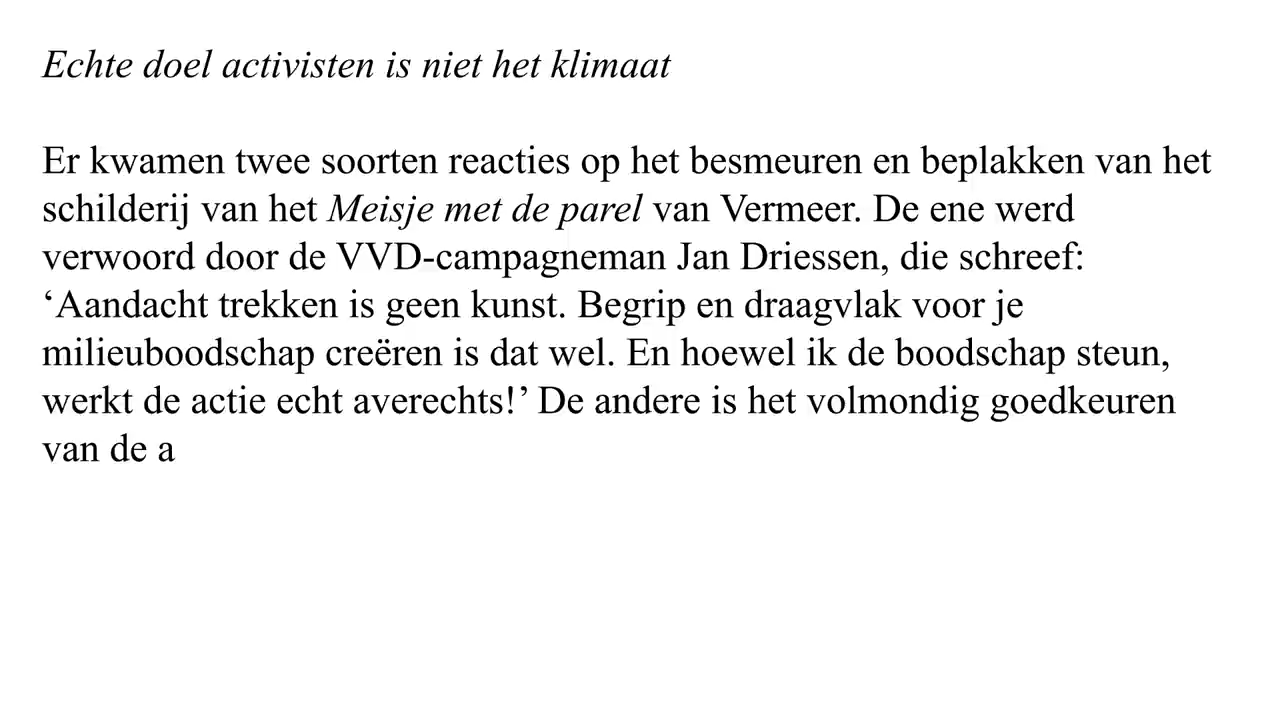 Echte doel activisten is niet het klimaat
Er kwamen twee soorten reacties op het besmeuren en beplakken van het
schilderij van het Meisje met de parel van Vermeer. De ene werd
verwoord door de VVD-campagneman Jan Driessen, die schreef:
‘Aandacht trekken is geen kunst. Begrip en draagvlak voor je
milieuboodschap creëren is dat wel. En hoewel ik de boodschap steun,
werkt de actie echt averechts!’ De andere is het volmondig goedkeuren
van de a